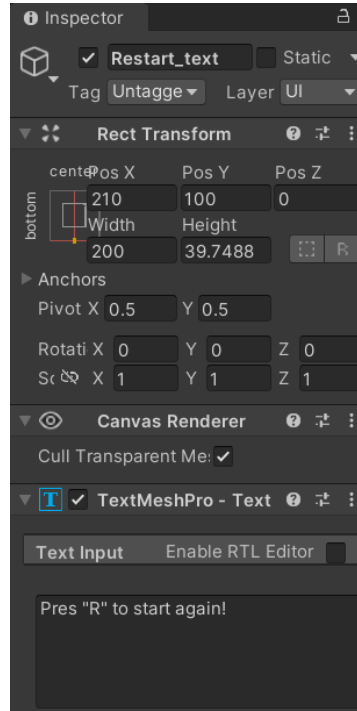 Inspector
Restart_text Static
Tag Untagge Layer UI
Rect Transform
center Pos X Pos Y Pos Z
bottom
210 100 0
Width Height
200 39.7488 R
Anchors
Pivot X 0.5 Y 0.5
Rotati X 0 Y 0 Z 0
Sc X 1 Y 1 Z 1
Canvas Renderer
Cull Transparent Me
TextMeshPro - Text
Text Input Enable RTL Editor
Pres "R" to start again!